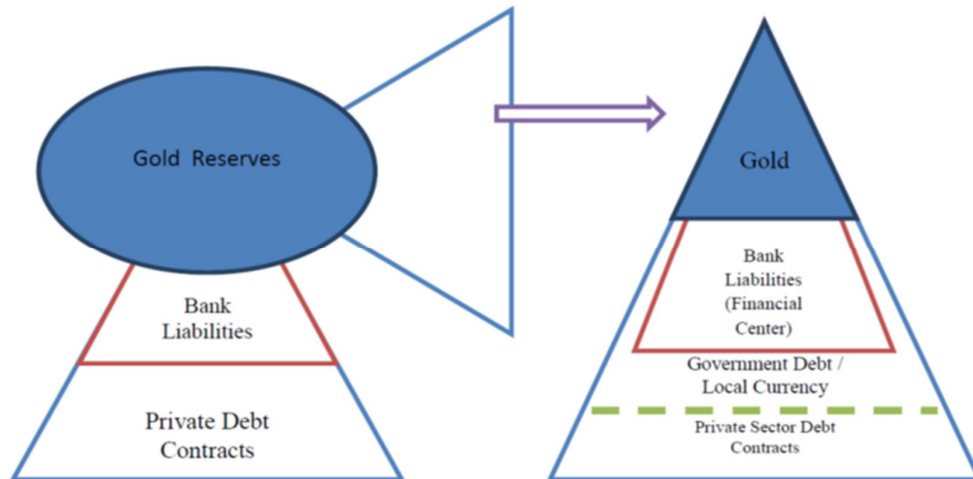 Gold Reserves
Bank
Liabilities
Private Debt
Contracts
Gold
Bank
Liabilities
(Financial
Center)
Government Debt /
Local Currency
Private Sector Debt
Contracts